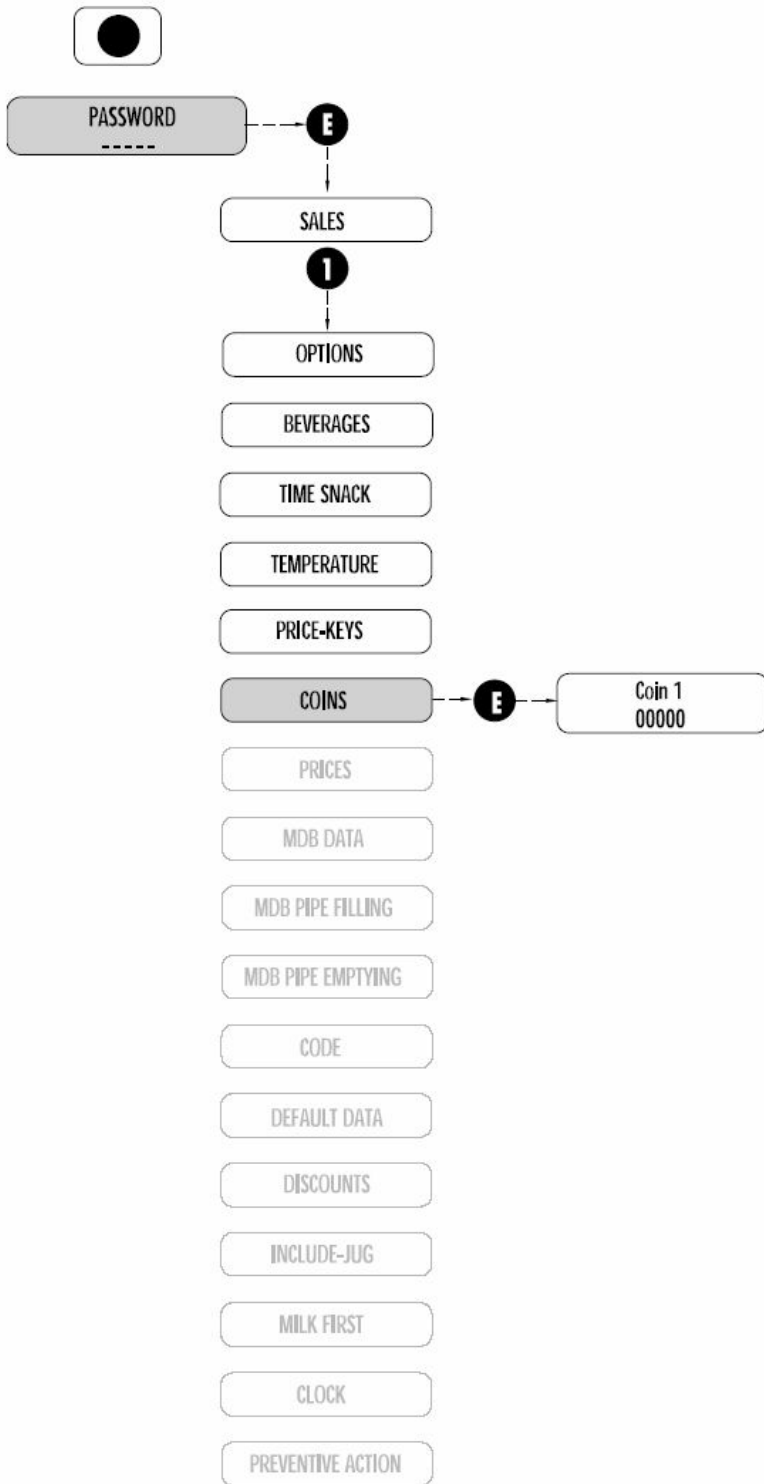 PASSWORD
-----
E
SALES
1
OPTIONS
BEVERAGES
TIME SNACK
TEMPERATURE
PRICE-KEYS
COINS
E
Coin 1
00000
PRICES
MDB DATA
MDB PIPE FILLING
MDB PIPE EMPTYING
CODE
DEFAULT DATA
DISCOUNTS
INCLUDE-JUG
MILK FIRST
CLOCK
PREVENTIVE ACTION